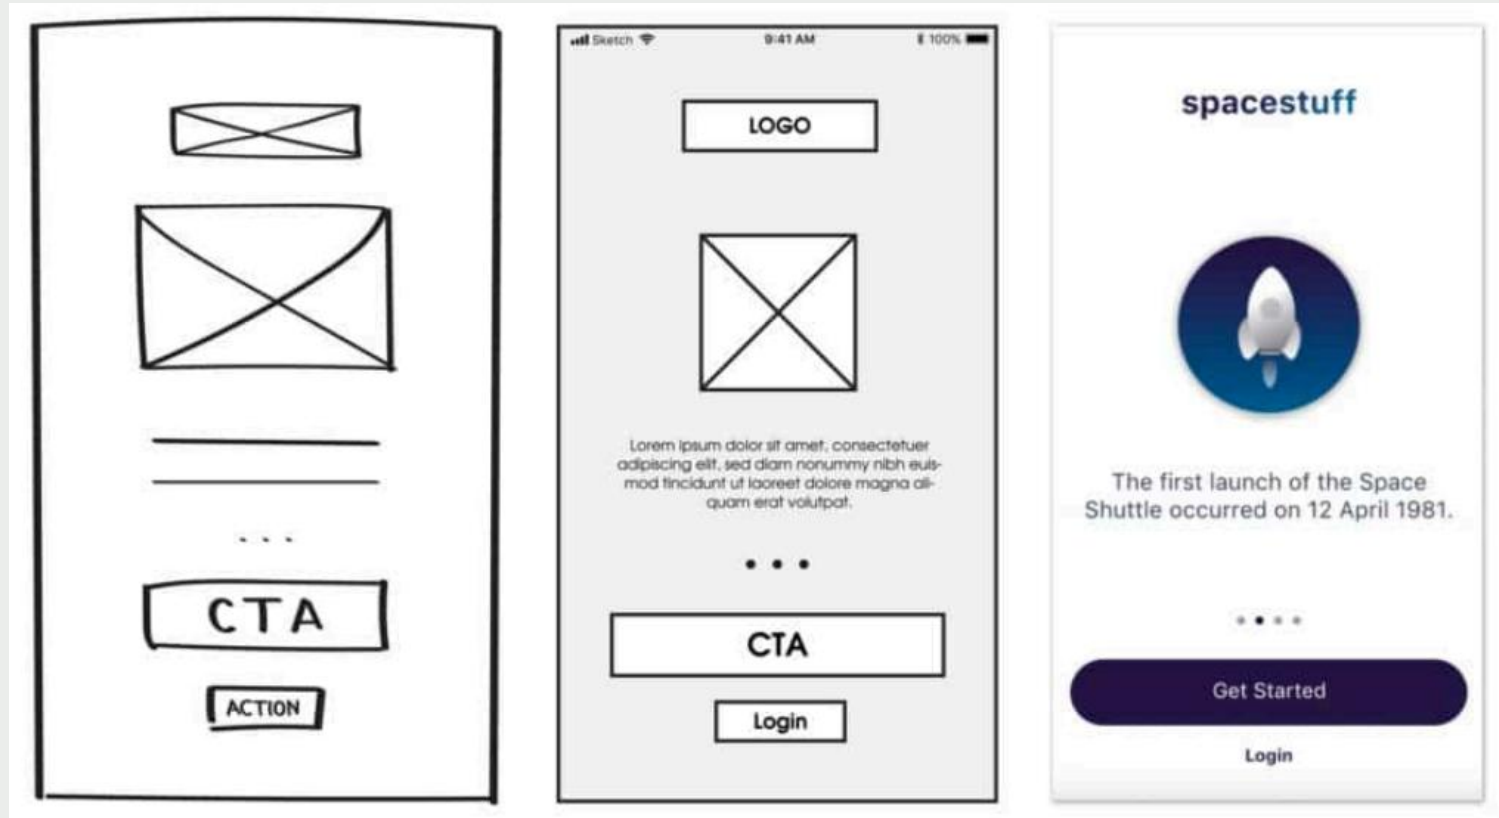 CTA
ACTION
Sketch 9:41 AM 100%
LOGO
Lorem ipsum dolor sit amet, consectetuer
adipiscing elit, sed diam nonummy nibh euis-
mod tincidunt ut laoreet dolore magna ali-
quam erat volutpat.
CTA
Login
spacestuff
The first launch of the Space
Shuttle occurred on 12 April 1981.
Get Started
Login